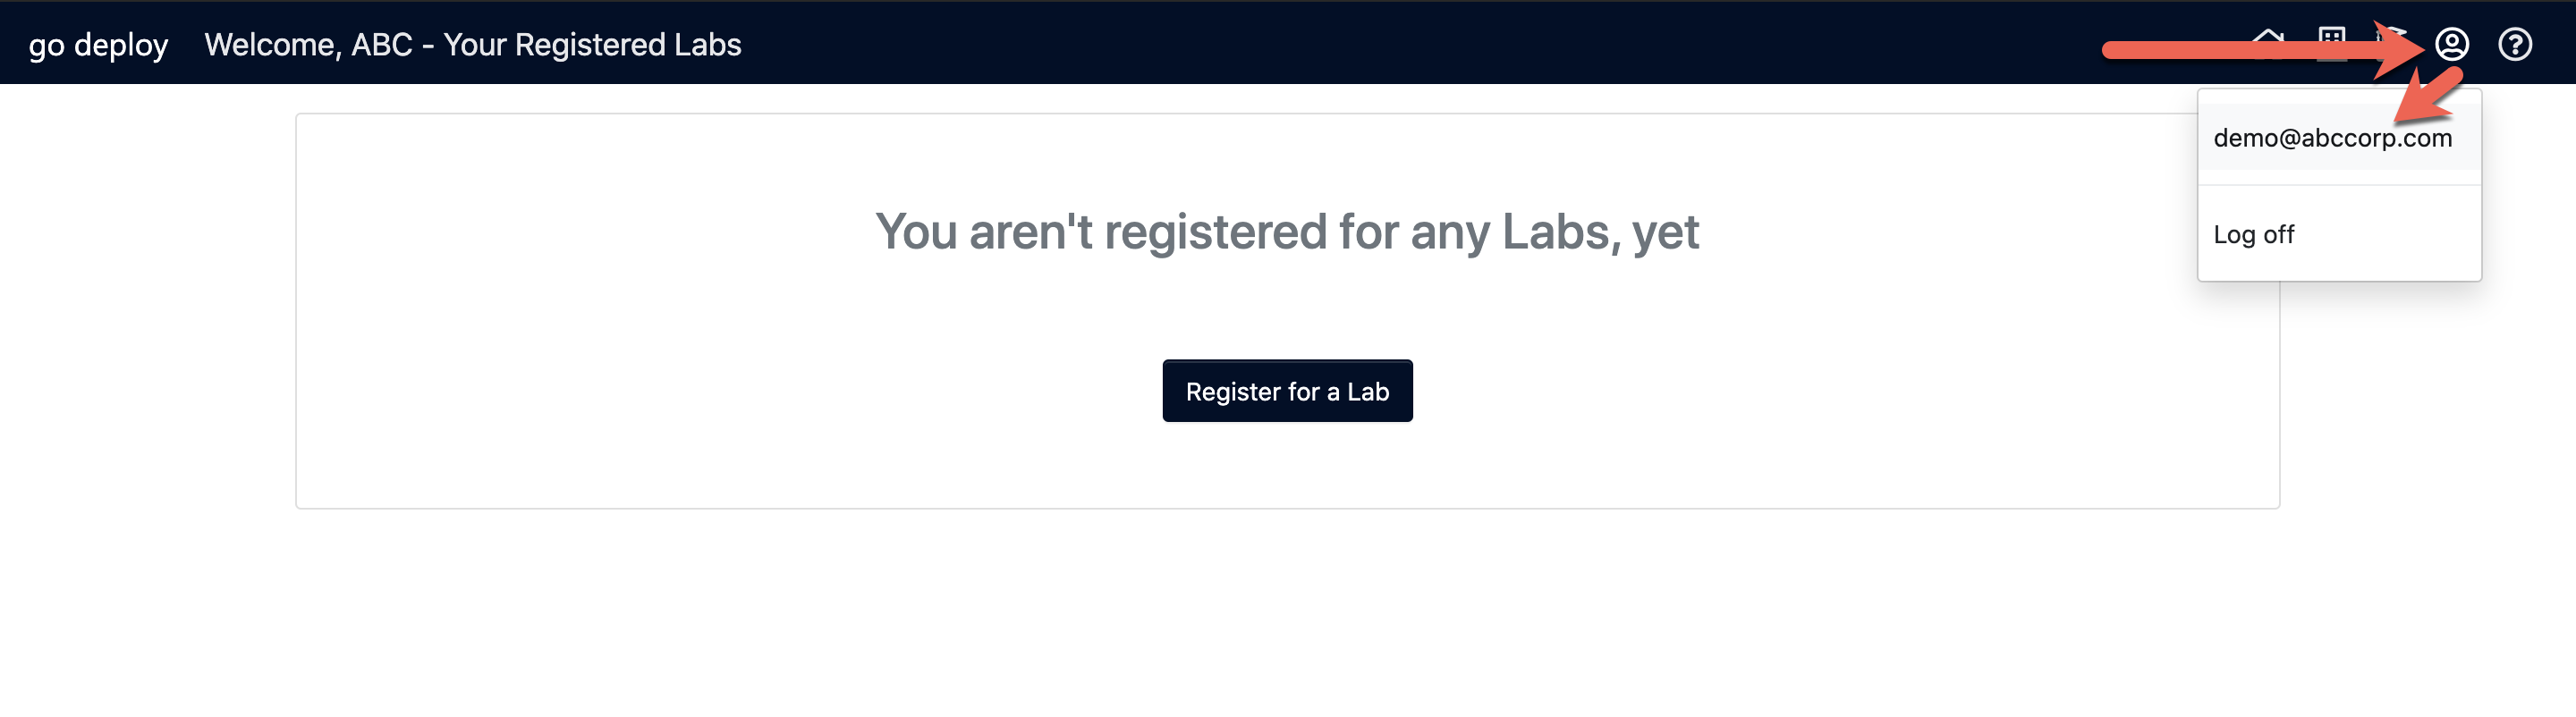 go deploy Welcome, ABC - Your Registered Labs
demo@abccorp.com
Log off
You aren't registered for any Labs, yet
Register for a Lab